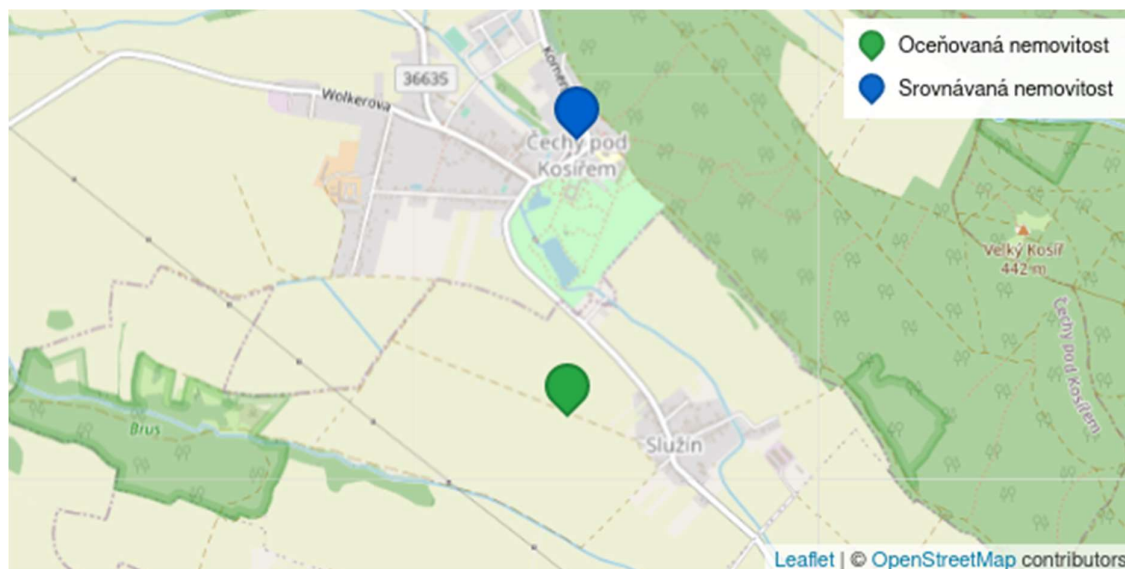 Oceňovaná nemovitost
Srovnávaná nemovitost
36635
Wolkerova
Korner
Čechy pod
Kosířem
Velký Kosíř
442 m
Čechy pod Kosířem
Brus
Služín
Leaflet | © OpenStreetMap contributors